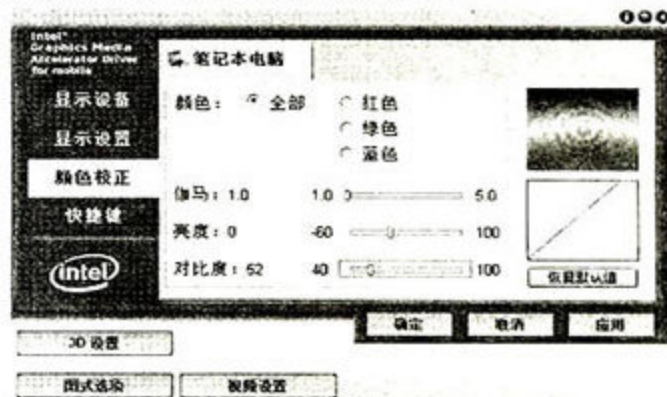 Intel®
Graphics Media
Accelerator Driver
for mobile
笔记本电脑
显示设备
显示设置
颜色校正
快捷键
颜色: 全部 红色
绿色
蓝色
伽马: 1.0 1.0 5.0
亮度: 0 -60 100
对比度: 52 40 100
intel
恢复默认值
确定 取消 应用
3D 设置
图式选项 视频设置